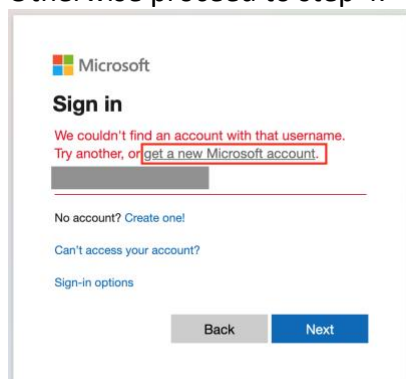 Otherwise proceed to step 4.
Microsoft
Sign in
We couldn't find an account with that username.
Try another, or get a new Microsoft account.
No account? Create one!
Can't access your account?
Sign-in options
Back
Next